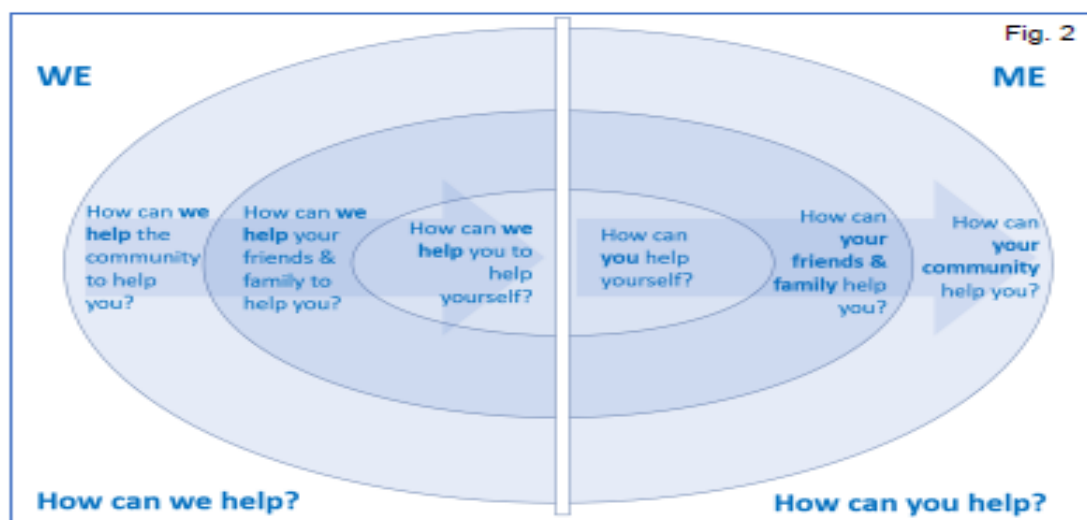 Fig. 2
WE
ME
How can we
help the
community
to help
you?
How can we
help your
friends &
family to
help you?
How can we
help you to
help
yourself?
How can
you help
yourself?
How can
your
friends &
family help
you?
How can
your
community
help you?
How can we help?
How can you help?